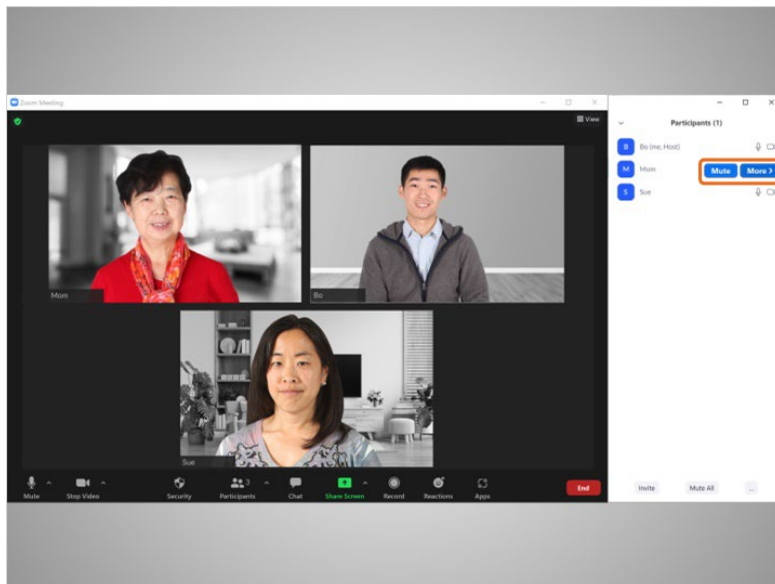 Zoom Meeting
View
Mom
Bo
Sue
Mute
Stop Video
Security
Participants
3
Chat
Share Screen
Record
Reactions
Apps
End
Participants (1)
B Bo (me, Host)
M Mom Mute More >
S Sue
Invite Mute All ...